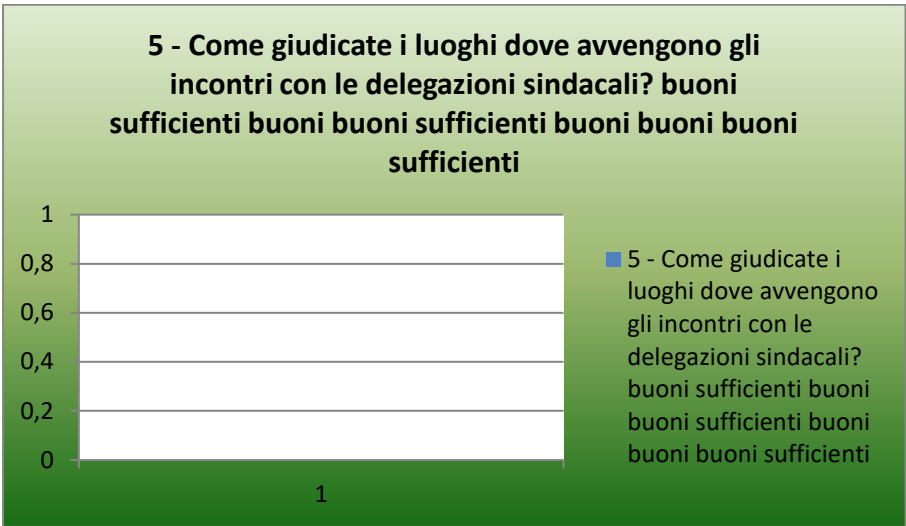 5 - Come giudicate i luoghi dove avvengono gli
incontri con le delegazioni sindacali? buoni
sufficienti buoni buoni sufficienti buoni buoni buoni
sufficienti
1
0,8
0,6
0,4
0,2
0
1
5 - Come giudicate i
luoghi dove avvengono
gli incontri con le
delegazioni sindacali?
buoni sufficienti buoni
buoni sufficienti buoni
buoni buoni sufficienti